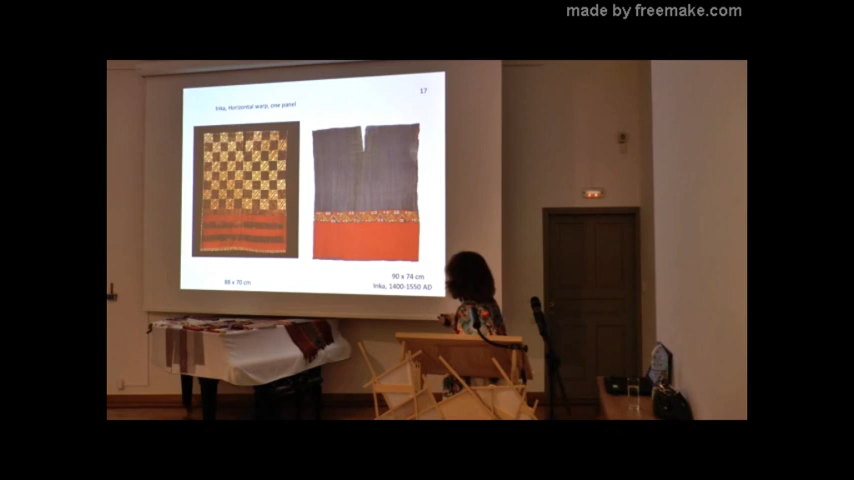 made by freemake.com
17
Inka, Horizontal warp, one panel
88 x 70 cm
90 x 74 cm
Inka, 1400-1550 AD